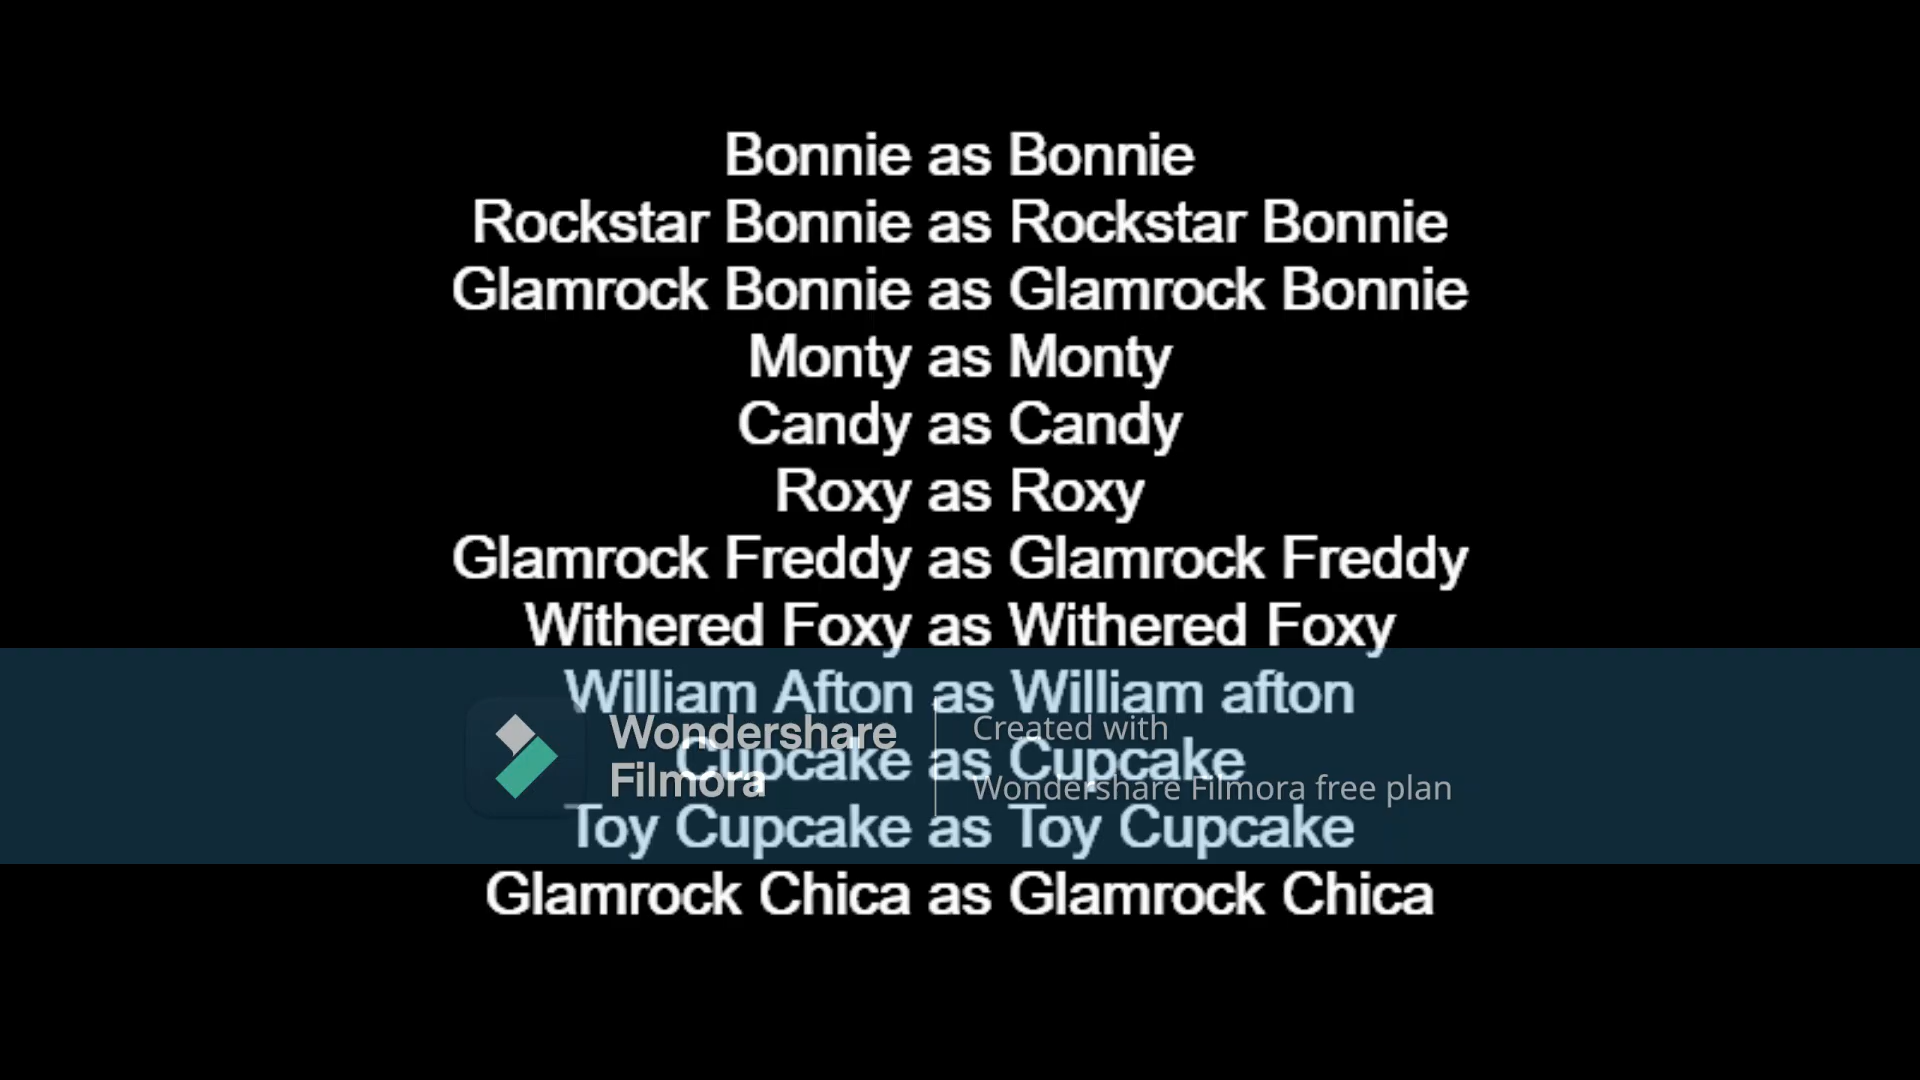 Bonnie as Bonnie
Rockstar Bonnie as Rockstar Bonnie
Glamrock Bonnie as Glamrock Bonnie
Monty as Monty
Candy as Candy
Roxy as Roxy
Glamrock Freddy as Glamrock Freddy
Withered Foxy as Withered Foxy
William Afton as William afton
Wondershare
Filmora
Created with
Wondershare Filmora free plan
Cupcake as Cupcake
Toy Cupcake as Toy Cupcake
Glamrock Chica as Glamrock Chica